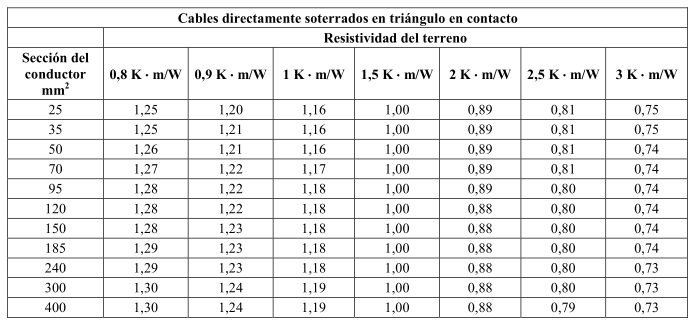 Cables directamente soterrados en triángulo en contacto
Resistividad del terreno
Sección del conductor mm² 0,8 K · m/W 0,9 K · m/W 1 K · m/W 1,5 K · m/W 2 K · m/W 2,5 K · m/W 3 K · m/W
25 1,25 1,20 1,16 1,00 0,89 0,81 0,75
35 1,25 1,21 1,16 1,00 0,89 0,81 0,75
50 1,26 1,21 1,16 1,00 0,89 0,81 0,74
70 1,27 1,22 1,17 1,00 0,89 0,81 0,74
95 1,28 1,22 1,18 1,00 0,89 0,80 0,74
120 1,28 1,22 1,18 1,00 0,88 0,80 0,74
150 1,28 1,23 1,18 1,00 0,88 0,80 0,74
185 1,29 1,23 1,18 1,00 0,88 0,80 0,74
240 1,29 1,23 1,18 1,00 0,88 0,80 0,73
300 1,30 1,24 1,19 1,00 0,88 0,80 0,73
400 1,30 1,24 1,19 1,00 0,88 0,79 0,73